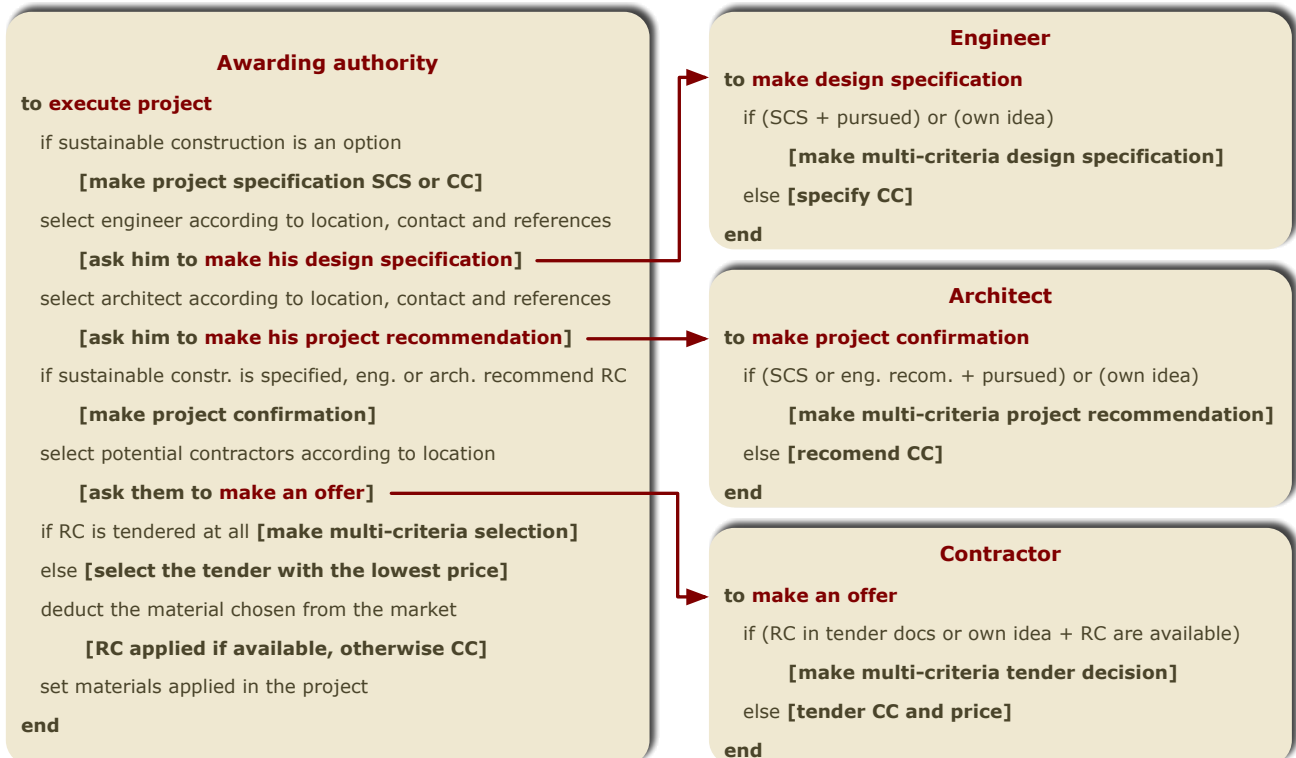 Awarding authority
to execute project
if sustainable construction is an option
[make project specification SCS or CC]
select engineer according to location, contact and references
[ask him to make his design specification]
select architect according to location, contact and references
[ask him to make his project recommendation]
if sustainable constr. is specified, eng. or arch. recommend RC
[make project confirmation]
select potential contractors according to location
[ask them to make an offer]
if RC is tendered at all [make multi-criteria selection]
else [select the tender with the lowest price]
deduct the material chosen from the market
[RC applied if available, otherwise CC]
set materials applied in the project
end
Engineer
to make design specification
if (SCS + pursued) or (own idea)
[make multi-criteria design specification]
else [specify CC]
end
Architect
to make project confirmation
if (SCS or eng. recom. + pursued) or (own idea)
[make multi-criteria project recommendation]
else [recomend CC]
end
Contractor
to make an offer
if (RC in tender docs or own idea + RC are available)
[make multi-criteria tender decision]
else [tender CC and price]
end